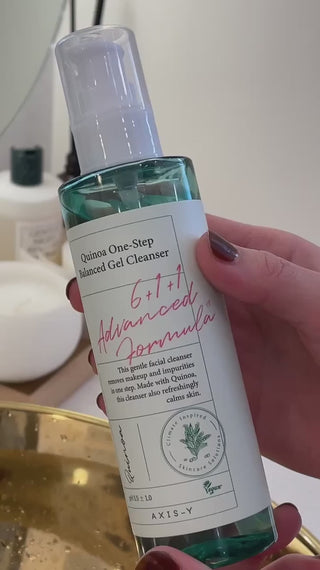 Quinoa One-Step
Balanced Gel Cleanser
6+1+1
Advanced
Formula
This gentle facial cleanser
removes makeup and impurities
in one step. Made with Quinoa,
this cleanser also refreshingly
calms skin.
Climate Inspired
Skincare Solutions
Quinoa
Vegan
AXIS-Y